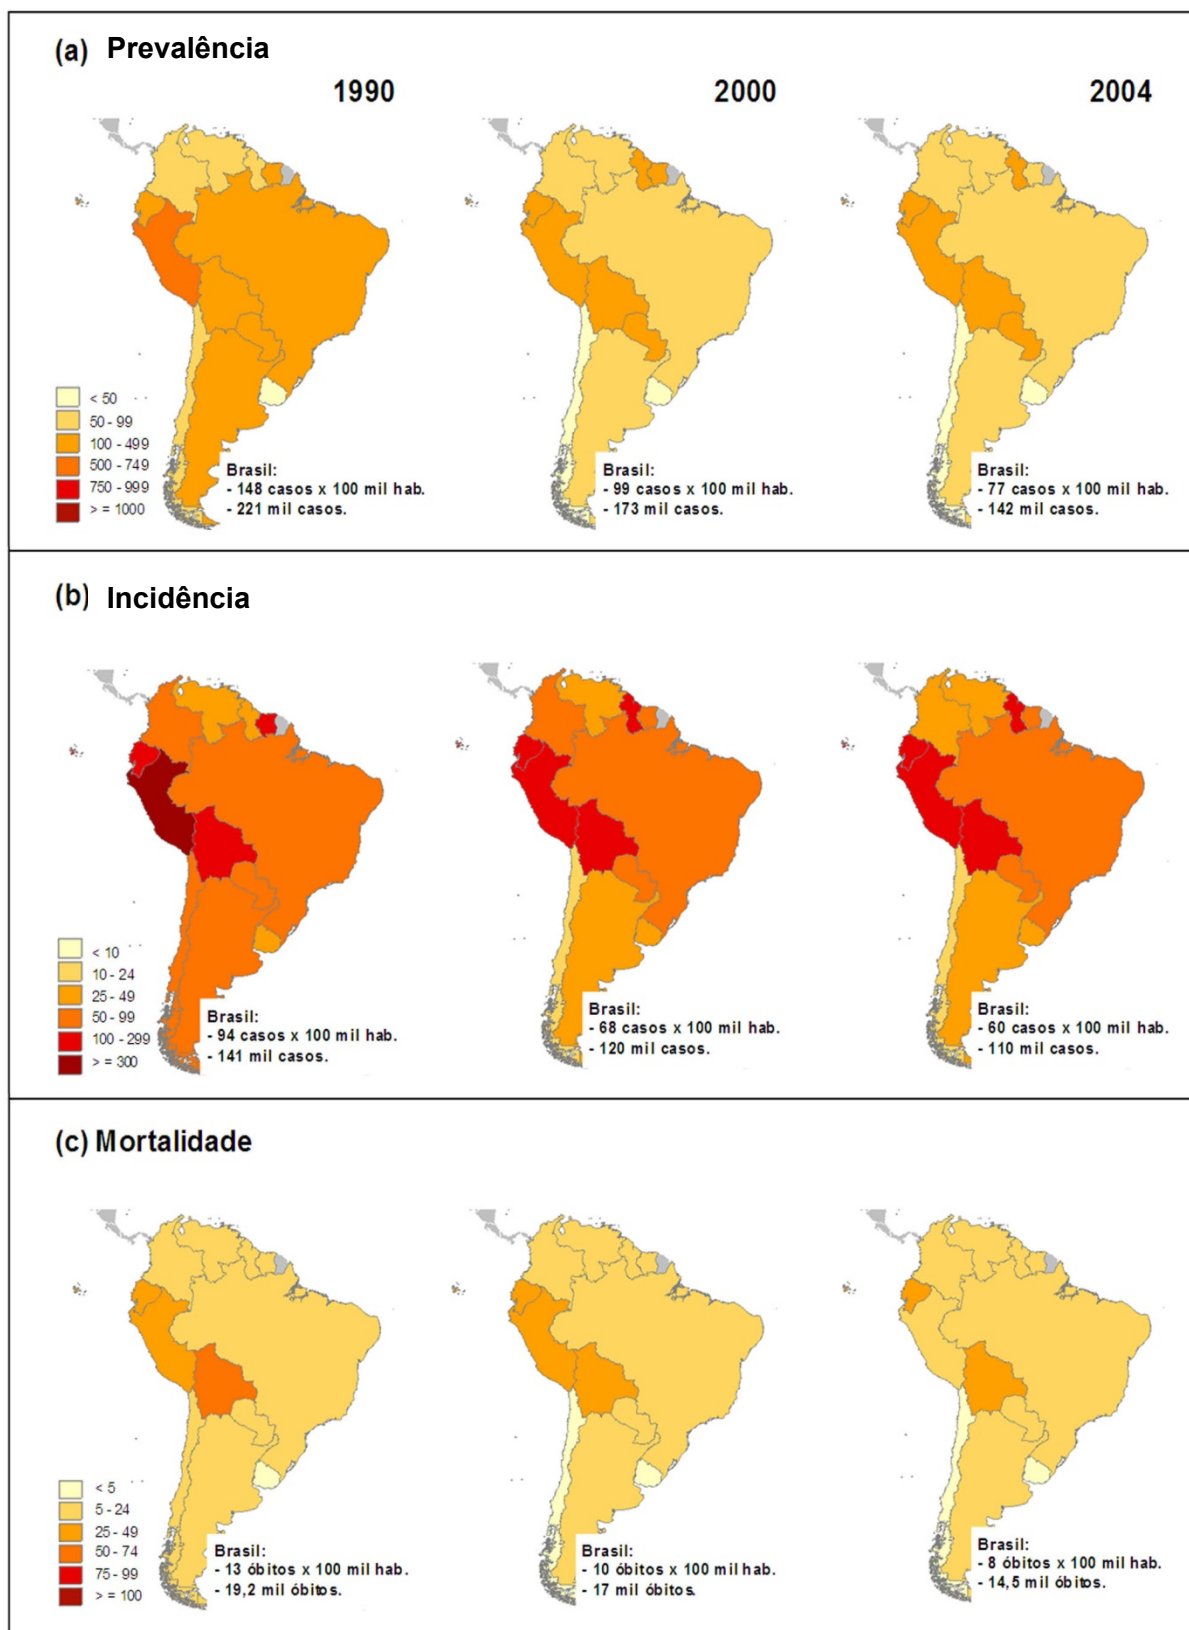 (a) Prevalência
1990
2000
2004
< 50
50 - 99
100 - 499
500 - 749
750 - 999
> = 1000
Brasil:
- 148 casos x 100 mil hab.
- 221 mil casos.
Brasil:
- 99 casos x 100 mil hab.
- 173 mil casos.
Brasil:
- 77 casos x 100 mil hab.
- 142 mil casos.
(b) Incidência
< 10
10 - 24
25 - 49
50 - 99
100 - 299
> = 300
Brasil:
- 94 casos x 100 mil hab.
- 141 mil casos.
Brasil:
- 68 casos x 100 mil hab.
- 120 mil casos.
Brasil:
- 60 casos x 100 mil hab.
- 110 mil casos.
(c) Mortalidade
< 5
5 - 24
25 - 49
50 - 74
75 - 99
> = 100
Brasil:
- 13 óbitos x 100 mil hab.
- 19,2 mil óbitos.
Brasil:
- 10 óbitos x 100 mil hab.
- 17 mil óbitos.
Brasil:
- 8 óbitos x 100 mil hab.
- 14,5 mil óbitos.